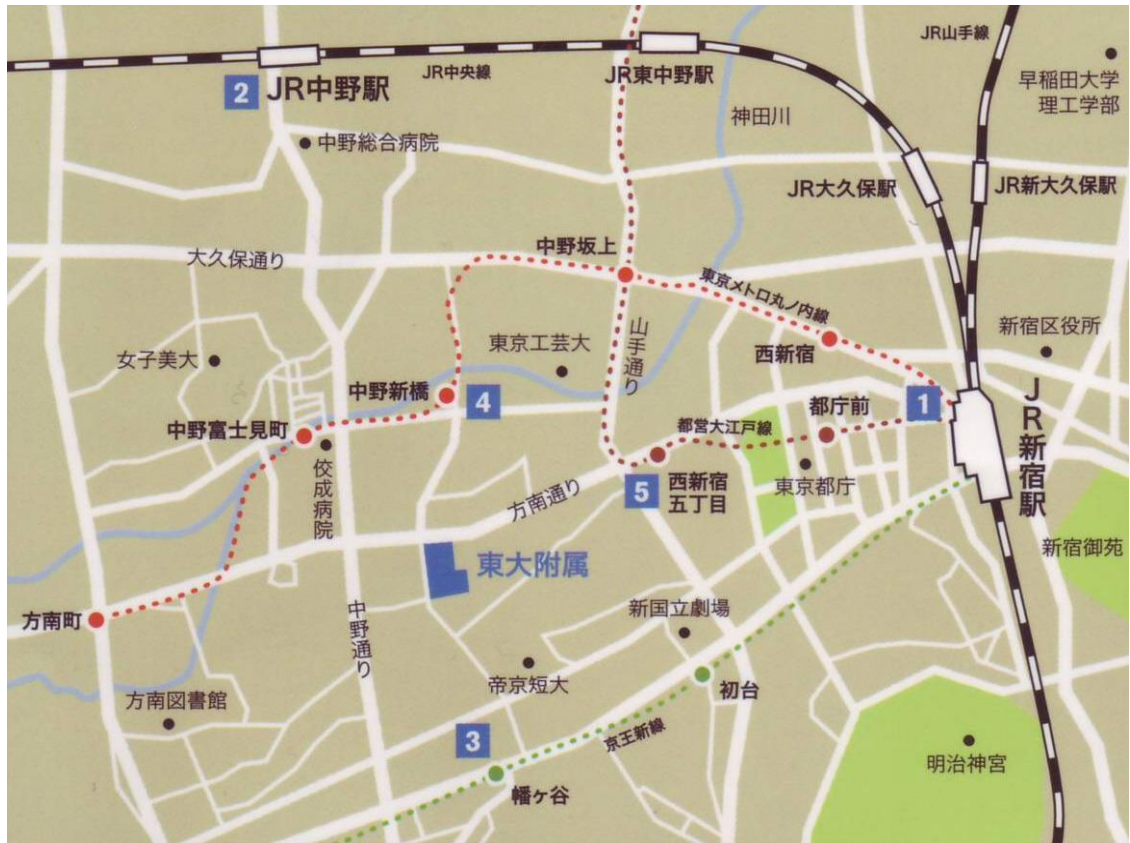 JR山手線
JR中央線
JR東中野駅
2
JR中野駅
早稲田大学
理工学部
神田川
中野総合病院
JR大久保駅
JR新大久保駅
中野坂上
大久保通り
東京メトロ丸ノ内線
山手通り
新宿区役所
東京工芸大
西新宿
女子美大
中野新橋
4
1
都庁前
JR新宿駅
都営大江戸線
中野富士見町
佼成病院
西新宿
五丁目
5
東京都庁
方南通り
東大附属
新宿御苑
新国立劇場
方南町
中野通り
帝京短大
初台
方南図書館
3
京王新線
明治神宮
幡ヶ谷